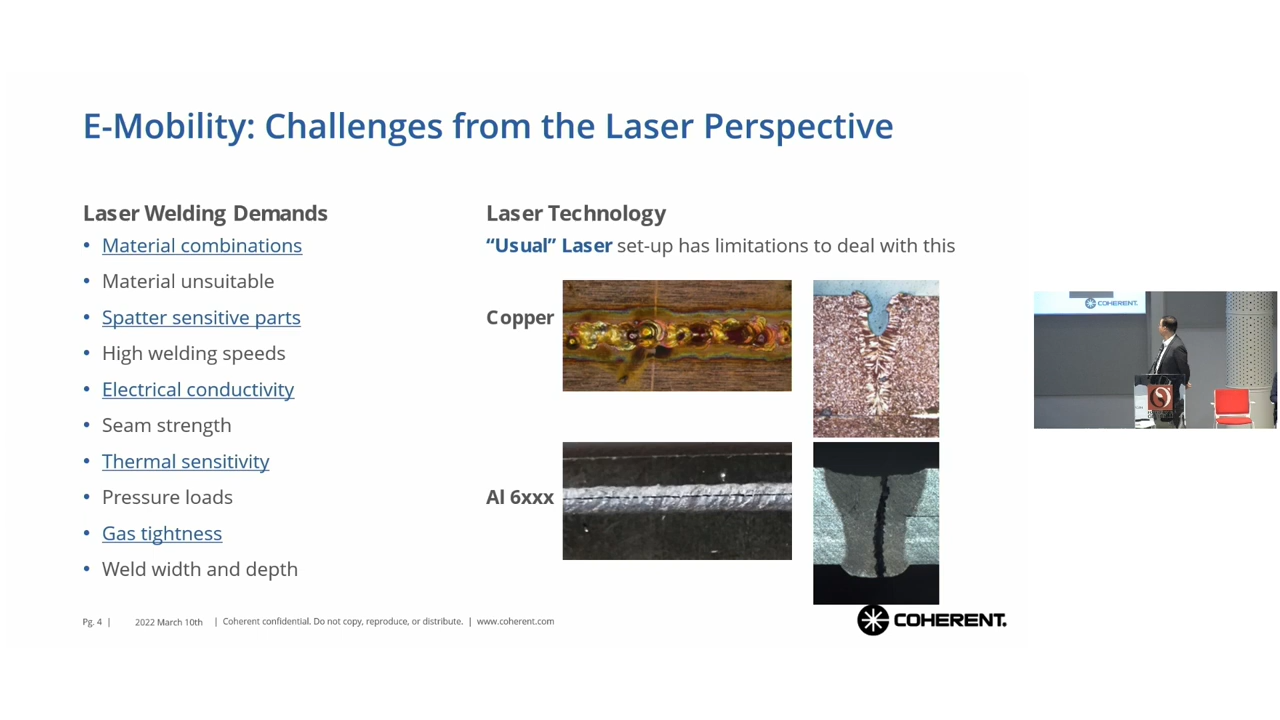 E-Mobility: Challenges from the Laser Perspective
Laser Welding Demands
• Material combinations
• Material unsuitable
• Spatter sensitive parts
• High welding speeds
• Electrical conductivity
• Seam strength
• Thermal sensitivity
• Pressure loads
• Gas tightness
• Weld width and depth
Laser Technology
“Usual” Laser set-up has limitations to deal with this
Copper
Al 6xxx
Pg. 4 | 2022 March 10th | Coherent confidential. Do not copy, reproduce, or distribute. | www.coherent.com
COHERENT.
COHERENT.